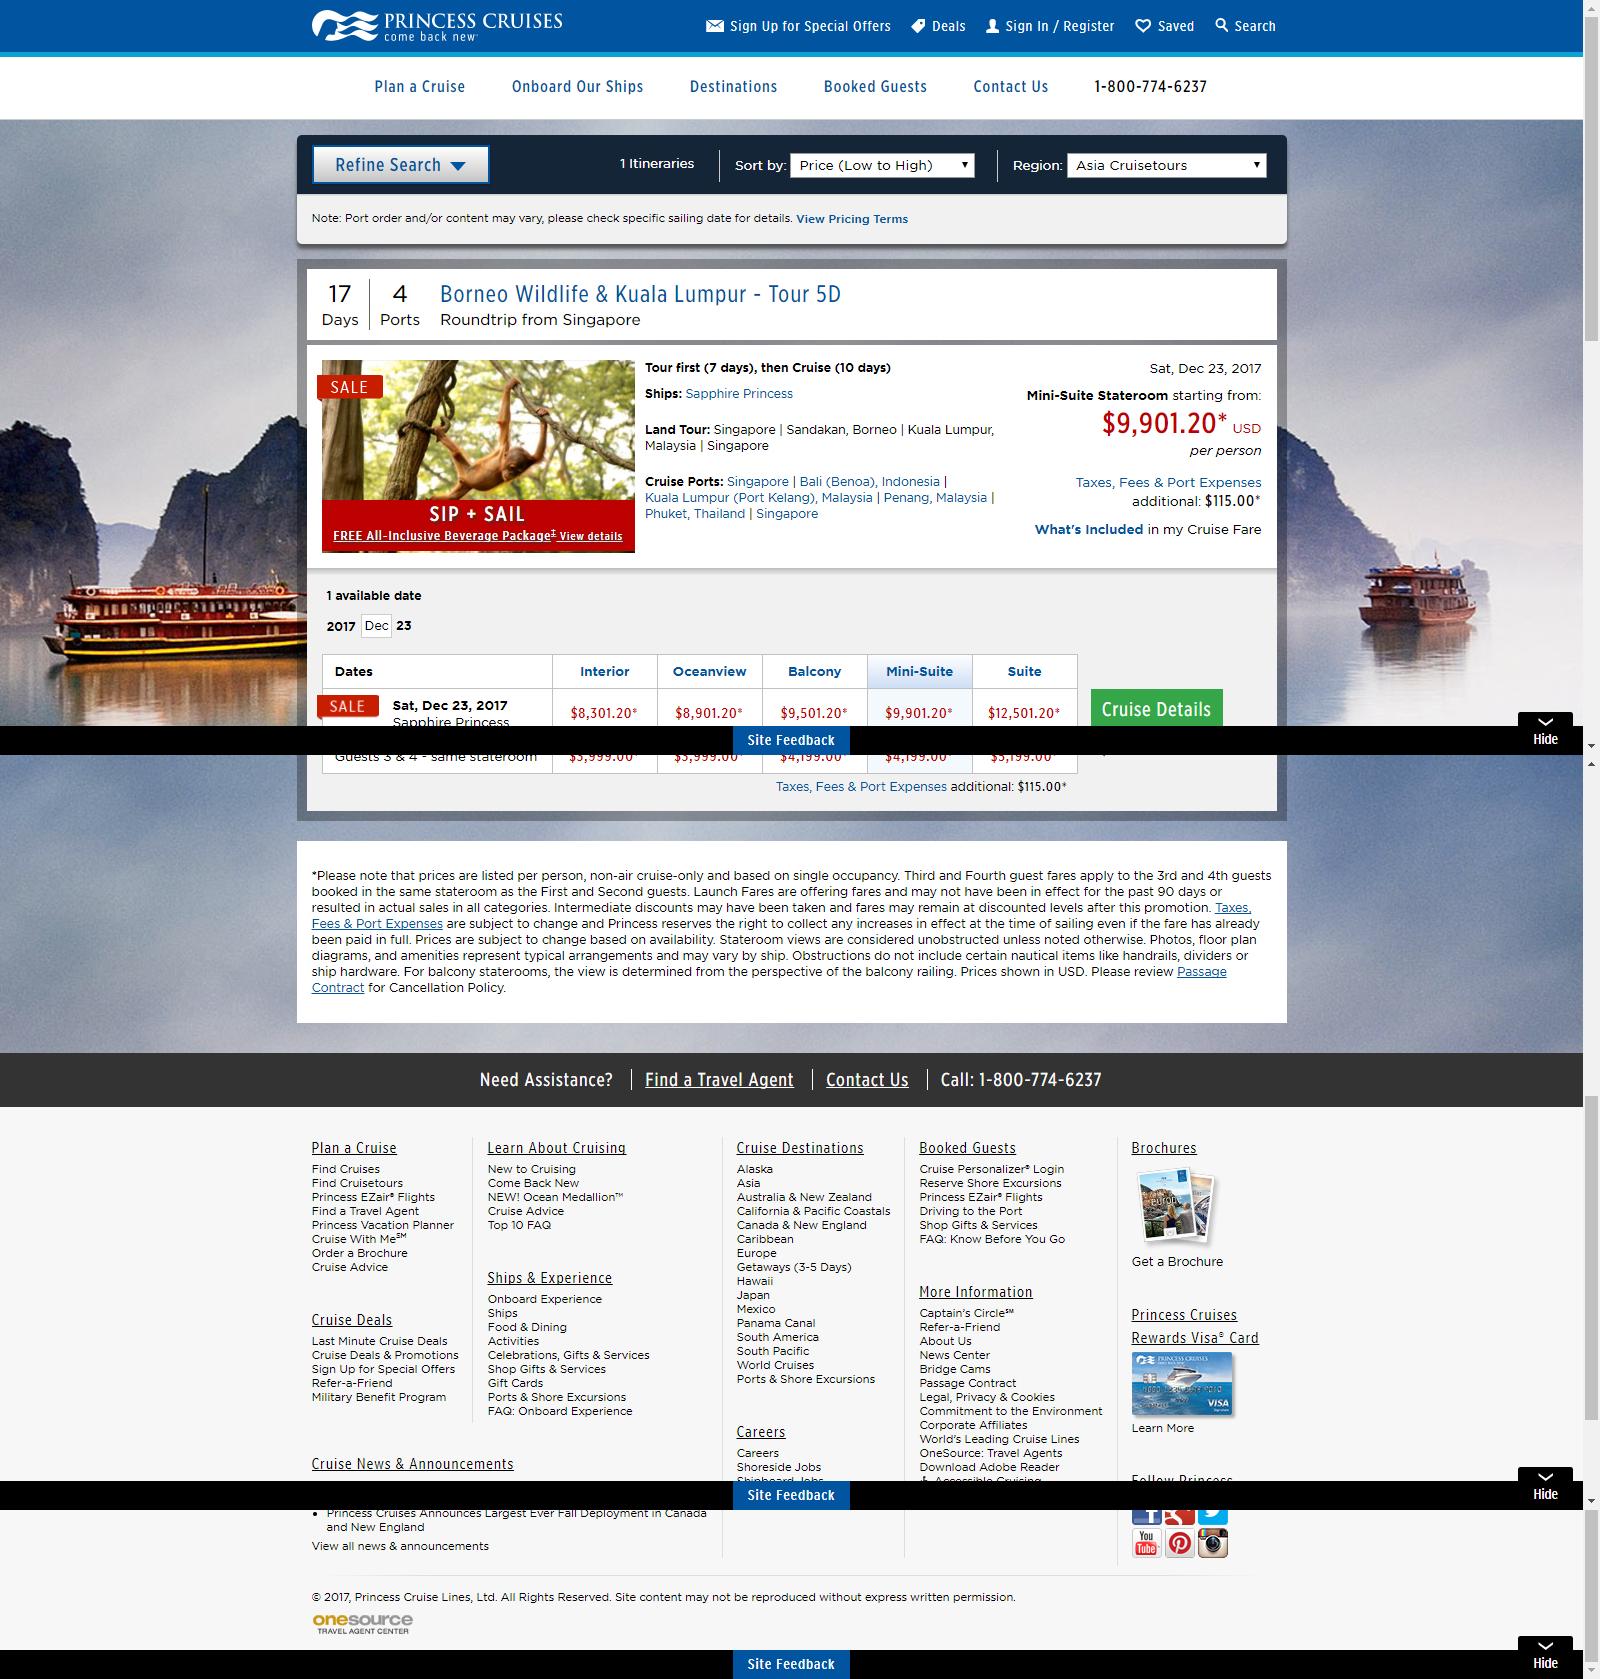 PRINCESS CRUISES
come back new
Sign Up for Special Offers
Deals
Sign In / Register
Saved
Search
Plan a Cruise
Onboard Our Ships
Destinations
Booked Guests
Contact Us
1-800-774-6237
Refine Search
1 Itineraries
Sort by: Price (Low to High)
Region: Asia Cruisetours
Note: Port order and/or content may vary, please check specific sailing date for details. View Pricing Terms
17 Days
4 Ports
Borneo Wildlife & Kuala Lumpur - Tour 5D
Roundtrip from Singapore
SALE
SIP + SAIL
FREE All-Inclusive Beverage Package‡ View details
Tour first (7 days), then Cruise (10 days)
Ships: Sapphire Princess
Land Tour: Singapore | Sandakan, Borneo | Kuala Lumpur,
Malaysia | Singapore
Cruise Ports: Singapore | Bali (Benoa), Indonesia |
Kuala Lumpur (Port Kelang), Malaysia | Penang, Malaysia |
Phuket, Thailand | Singapore
Sat, Dec 23, 2017
Mini-Suite Stateroom starting from:
$9,901.20* USD
per person
Taxes, Fees & Port Expenses
additional: $115.00*
What's Included in my Cruise Fare
1 available date
2017 Dec 23
Dates Interior Oceanview Balcony Mini-Suite Suite
SALE Sat, Dec 23, 2017
Sapphire Princess
$8,301.20* $8,901.20* $9,501.20* $9,901.20* $12,501.20*
Cruise Details
Site Feedback
Hide
Guests 3 & 4 - same stateroom $3,999.00* $3,999.00* $4,199.00* $4,199.00* $5,199.00*
Taxes, Fees & Port Expenses additional: $115.00*
*Please note that prices are listed per person, non-air cruise-only and based on single occupancy. Third and Fourth guest fares apply to the 3rd and 4th guests
booked in the same stateroom as the First and Second guests. Launch Fares are offering fares and may not have been in effect for the past 90 days or
resulted in actual sales in all categories. Intermediate discounts may have been taken and fares may remain at discounted levels after this promotion. Taxes,
Fees & Port Expenses are subject to change and Princess reserves the right to collect any increases in effect at the time of sailing even if the fare has already
been paid in full. Prices are subject to change based on availability. Stateroom views are considered unobstructed unless noted otherwise. Photos, floor plan
diagrams, and amenities represent typical arrangements and may vary by ship. Obstructions do not include certain nautical items like handrails, dividers or
ship hardware. For balcony staterooms, the view is determined from the perspective of the balcony railing. Prices shown in USD. Please review Passage
Contract for Cancellation Policy.
Need Assistance?
Find a Travel Agent
Contact Us
Call: 1-800-774-6237
Plan a Cruise
Find Cruises
Find Cruisetours
Princess EZair® Flights
Find a Travel Agent
Princess Vacation Planner
Cruise With Me℠
Order a Brochure
Cruise Advice
Cruise Deals
Last Minute Cruise Deals
Cruise Deals & Promotions
Sign Up for Special Offers
Refer-a-Friend
Military Benefit Program
Learn About Cruising
New to Cruising
Come Back New
NEW! Ocean Medallion™
Cruise Advice
Top 10 FAQ
Ships & Experience
Onboard Experience
Ships
Food & Dining
Activities
Celebrations, Gifts & Services
Shop Gifts & Services
Gift Cards
Ports & Shore Excursions
FAQ: Onboard Experience
Cruise News & Announcements
Cruise Destinations
Alaska
Asia
Australia & New Zealand
California & Pacific Coastals
Canada & New England
Caribbean
Europe
Getaways (3-5 Days)
Hawaii
Japan
Mexico
Panama Canal
South America
South Pacific
World Cruises
Ports & Shore Excursions
Careers
Careers
Shoreside Jobs
Shipboard Jobs
Booked Guests
Cruise Personalizer® Login
Reserve Shore Excursions
Princess EZair® Flights
Driving to the Port
Shop Gifts & Services
FAQ: Know Before You Go
More Information
Captain's Circle℠
Refer-a-Friend
About Us
News Center
Bridge Cams
Passage Contract
Legal, Privacy & Cookies
Commitment to the Environment
Corporate Affiliates
World's Leading Cruise Lines
OneSource: Travel Agents
Download Adobe Reader
Accessible Cruising
Brochures
europe
Get a Brochure
Princess Cruises
Rewards Visa® Card
PRINCESS CRUISES
VISA
Learn More
Follow Princess
Site Feedback
Hide
Princess Cruises Announces Largest Ever Fall Deployment in Canada
and New England
View all news & announcements
You
Tube
© 2017, Princess Cruise Lines, Ltd. All Rights Reserved. Site content may not be reproduced without express written permission.
onesource
TRAVEL AGENT CENTER
Site Feedback
Hide